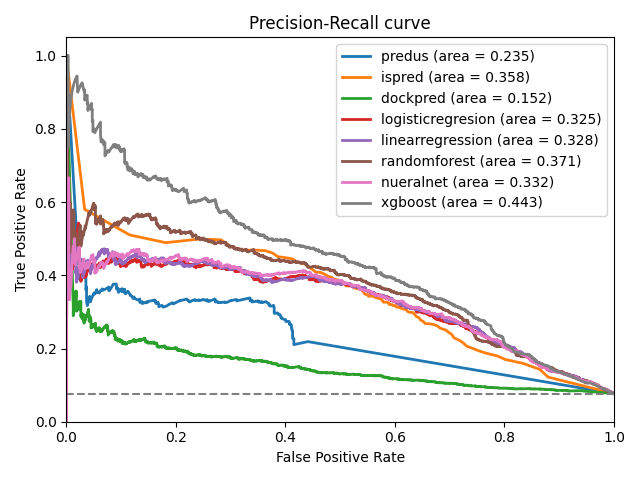 Precision-Recall curve
predus (area = 0.235)
ispred (area = 0.358)
dockpred (area = 0.152)
logisticregresion (area = 0.325)
linearregression (area = 0.328)
randomforest (area = 0.371)
nueralnet (area = 0.332)
xgboost (area = 0.443)
True Positive Rate
1.0
0.8
0.6
0.4
0.2
0.0
0.0 0.2 0.4 0.6 0.8 1.0
False Positive Rate